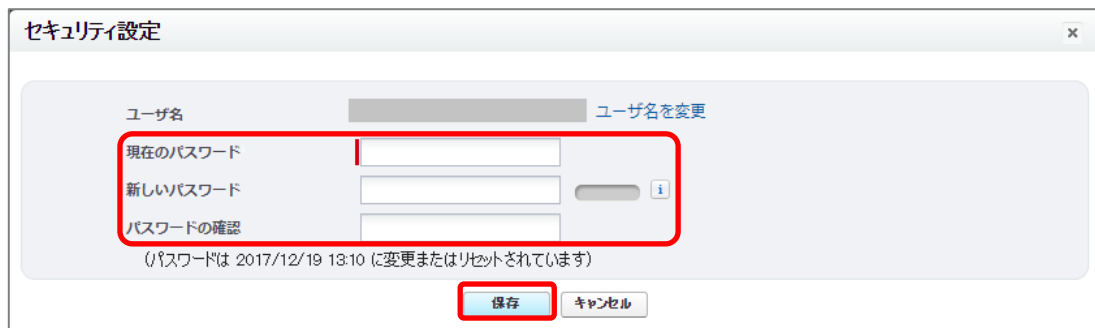 セキュリティ設定
ユーザ名 ユーザ名を変更
現在のパスワード
新しいパスワード i
パスワードの確認
(パスワードは 2017/12/19 13:10 に変更またはリセットされています)
保存 キャンセル